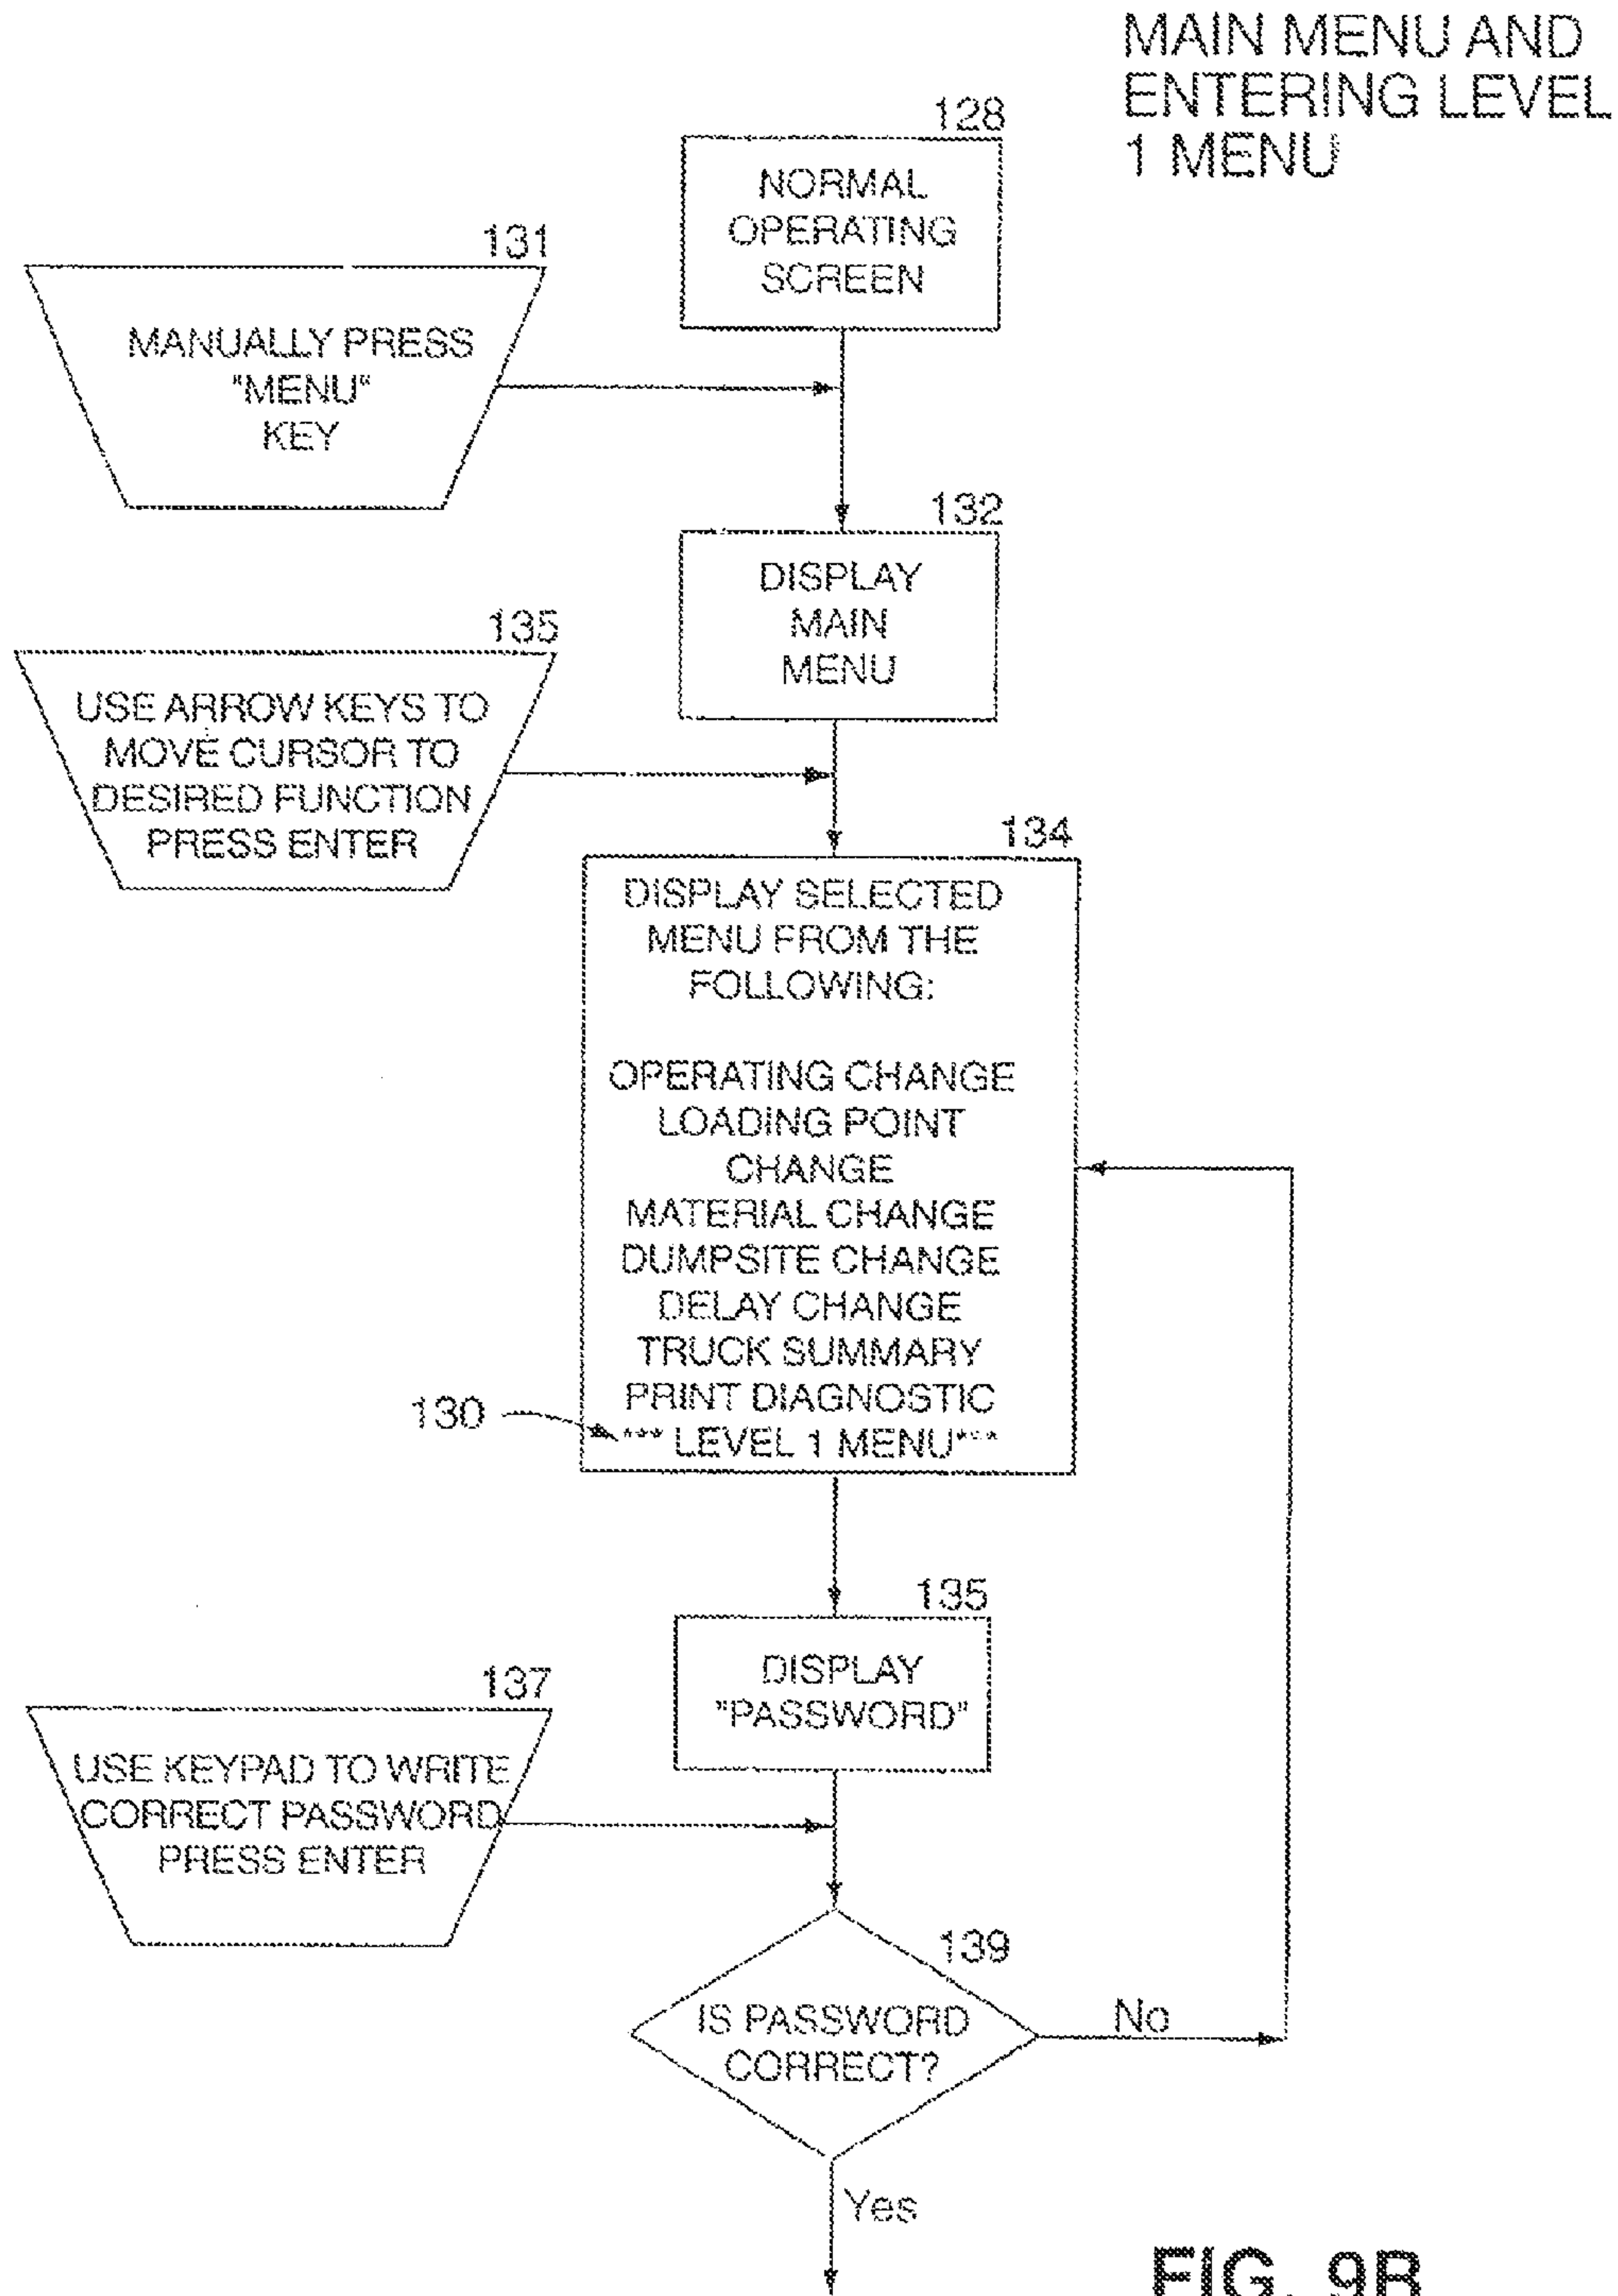 MAIN MENU AND
ENTERING LEVEL
1 MENU
128
NORMAL
OPERATING
SCREEN
131
MANUALLY PRESS
"MENU"
KEY
132
DISPLAY
MAIN
MENU
135
USE ARROW KEYS TO
MOVE CURSOR TO
DESIRED FUNCTION
PRESS ENTER
134
DISPLAY SELECTED
MENU FROM THE
FOLLOWING:
OPERATING CHANGE
LOADING POINT
CHANGE
MATERIAL CHANGE
DUMPSITE CHANGE
DELAY CHANGE
TRUCK SUMMARY
PRINT DIAGNOSTIC
130
*** LEVEL 1 MENU***
135
DISPLAY
"PASSWORD"
137
USE KEYPAD TO WRITE
CORRECT PASSWORD
PRESS ENTER
139
IS PASSWORD
CORRECT?
No
Yes
FIG. 9B